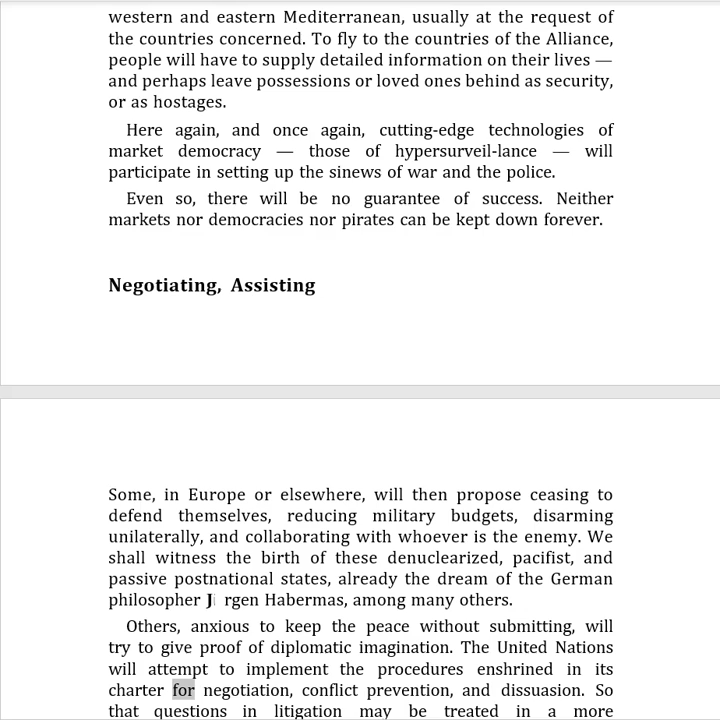 western and eastern Mediterranean, usually at the request of
the countries concerned. To fly to the countries of the Alliance,
people will have to supply detailed information on their lives —
and perhaps leave possessions or loved ones behind as security,
or as hostages.
Here again, and once again, cutting-edge technologies of
market democracy — those of hypersurveil-lance — will
participate in setting up the sinews of war and the police.
Even so, there will be no guarantee of success. Neither
markets nor democracies nor pirates can be kept down forever.
Negotiating, Assisting
Some, in Europe or elsewhere, will then propose ceasing to
defend themselves, reducing military budgets, disarming
unilaterally, and collaborating with whoever is the enemy. We
shall witness the birth of these denuclearized, pacifist, and
passive postnational states, already the dream of the German
philosopher J rgen Habermas, among many others.
Others, anxious to keep the peace without submitting, will
try to give proof of diplomatic imagination. The United Nations
will attempt to implement the procedures enshrined in its
charter for negotiation, conflict prevention, and dissuasion. So
that questions in litigation may be treated in a more